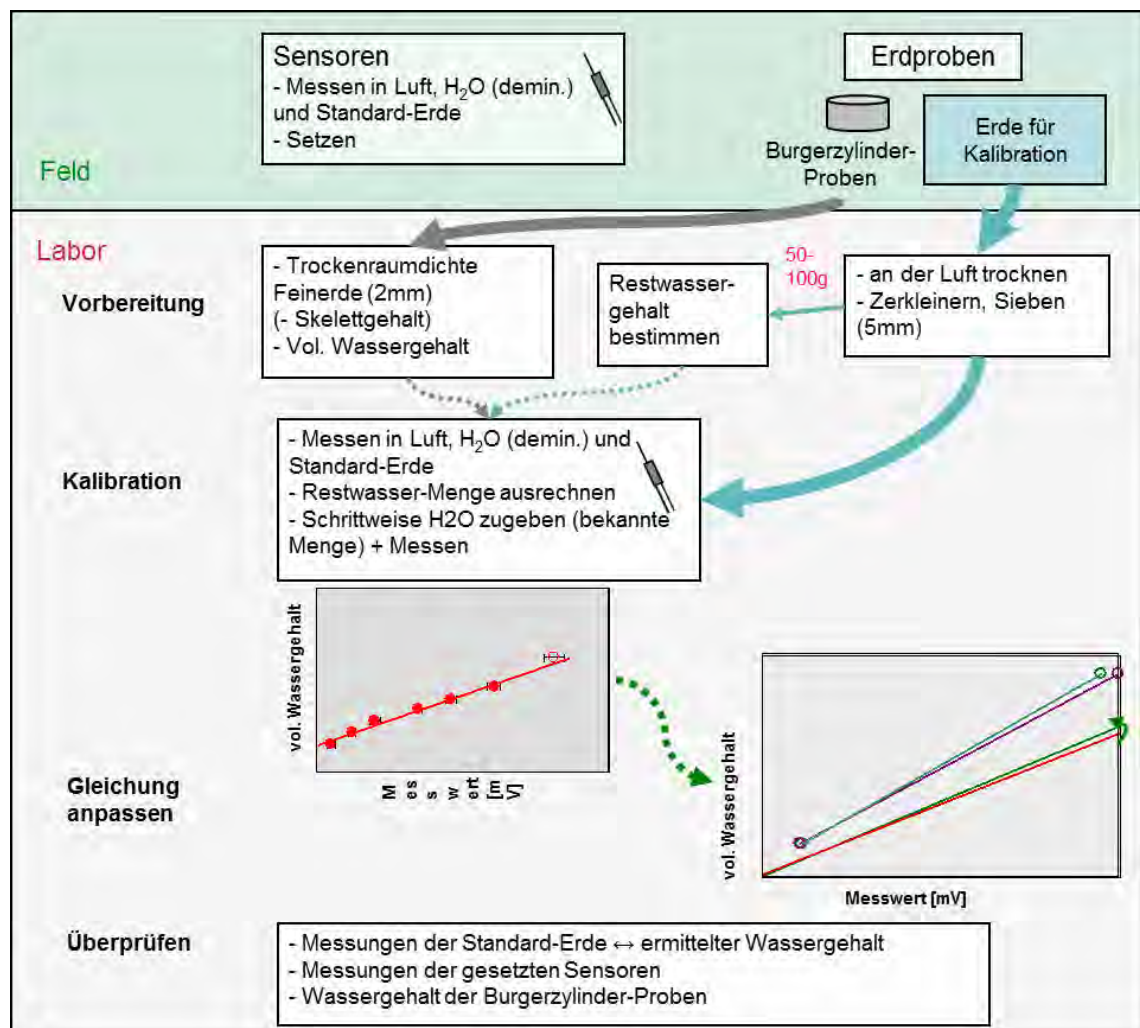 Sensoren
- Messen in Luft, H2O (demin.)
und Standard-Erde
- Setzen
Erdproben
Burgerzylinder-
Proben
Erde für
Kalibration
Feld
Labor
Vorbereitung
- Trockenraumdichte
Feinerde (2mm)
(- Skelettgehalt)
- Vol. Wassergehalt
Restwasser-
gehalt
bestimmen
50-
100g
- an der Luft trocknen
- Zerkleinern, Sieben
(5mm)
Kalibration
- Messen in Luft, H2O (demin.) und
Standard-Erde
- Restwasser-Menge ausrechnen
- Schrittweise H2O zugeben (bekannte
Menge) + Messen
vol. Wassergehalt
M es s w ert [m V]
Gleichung
anpassen
vol. Wassergehalt
Messwert [mV]
Überprüfen
- Messungen der Standard-Erde ↔ ermittelter Wassergehalt
- Messungen der gesetzten Sensoren
- Wassergehalt der Burgerzylinder-Proben